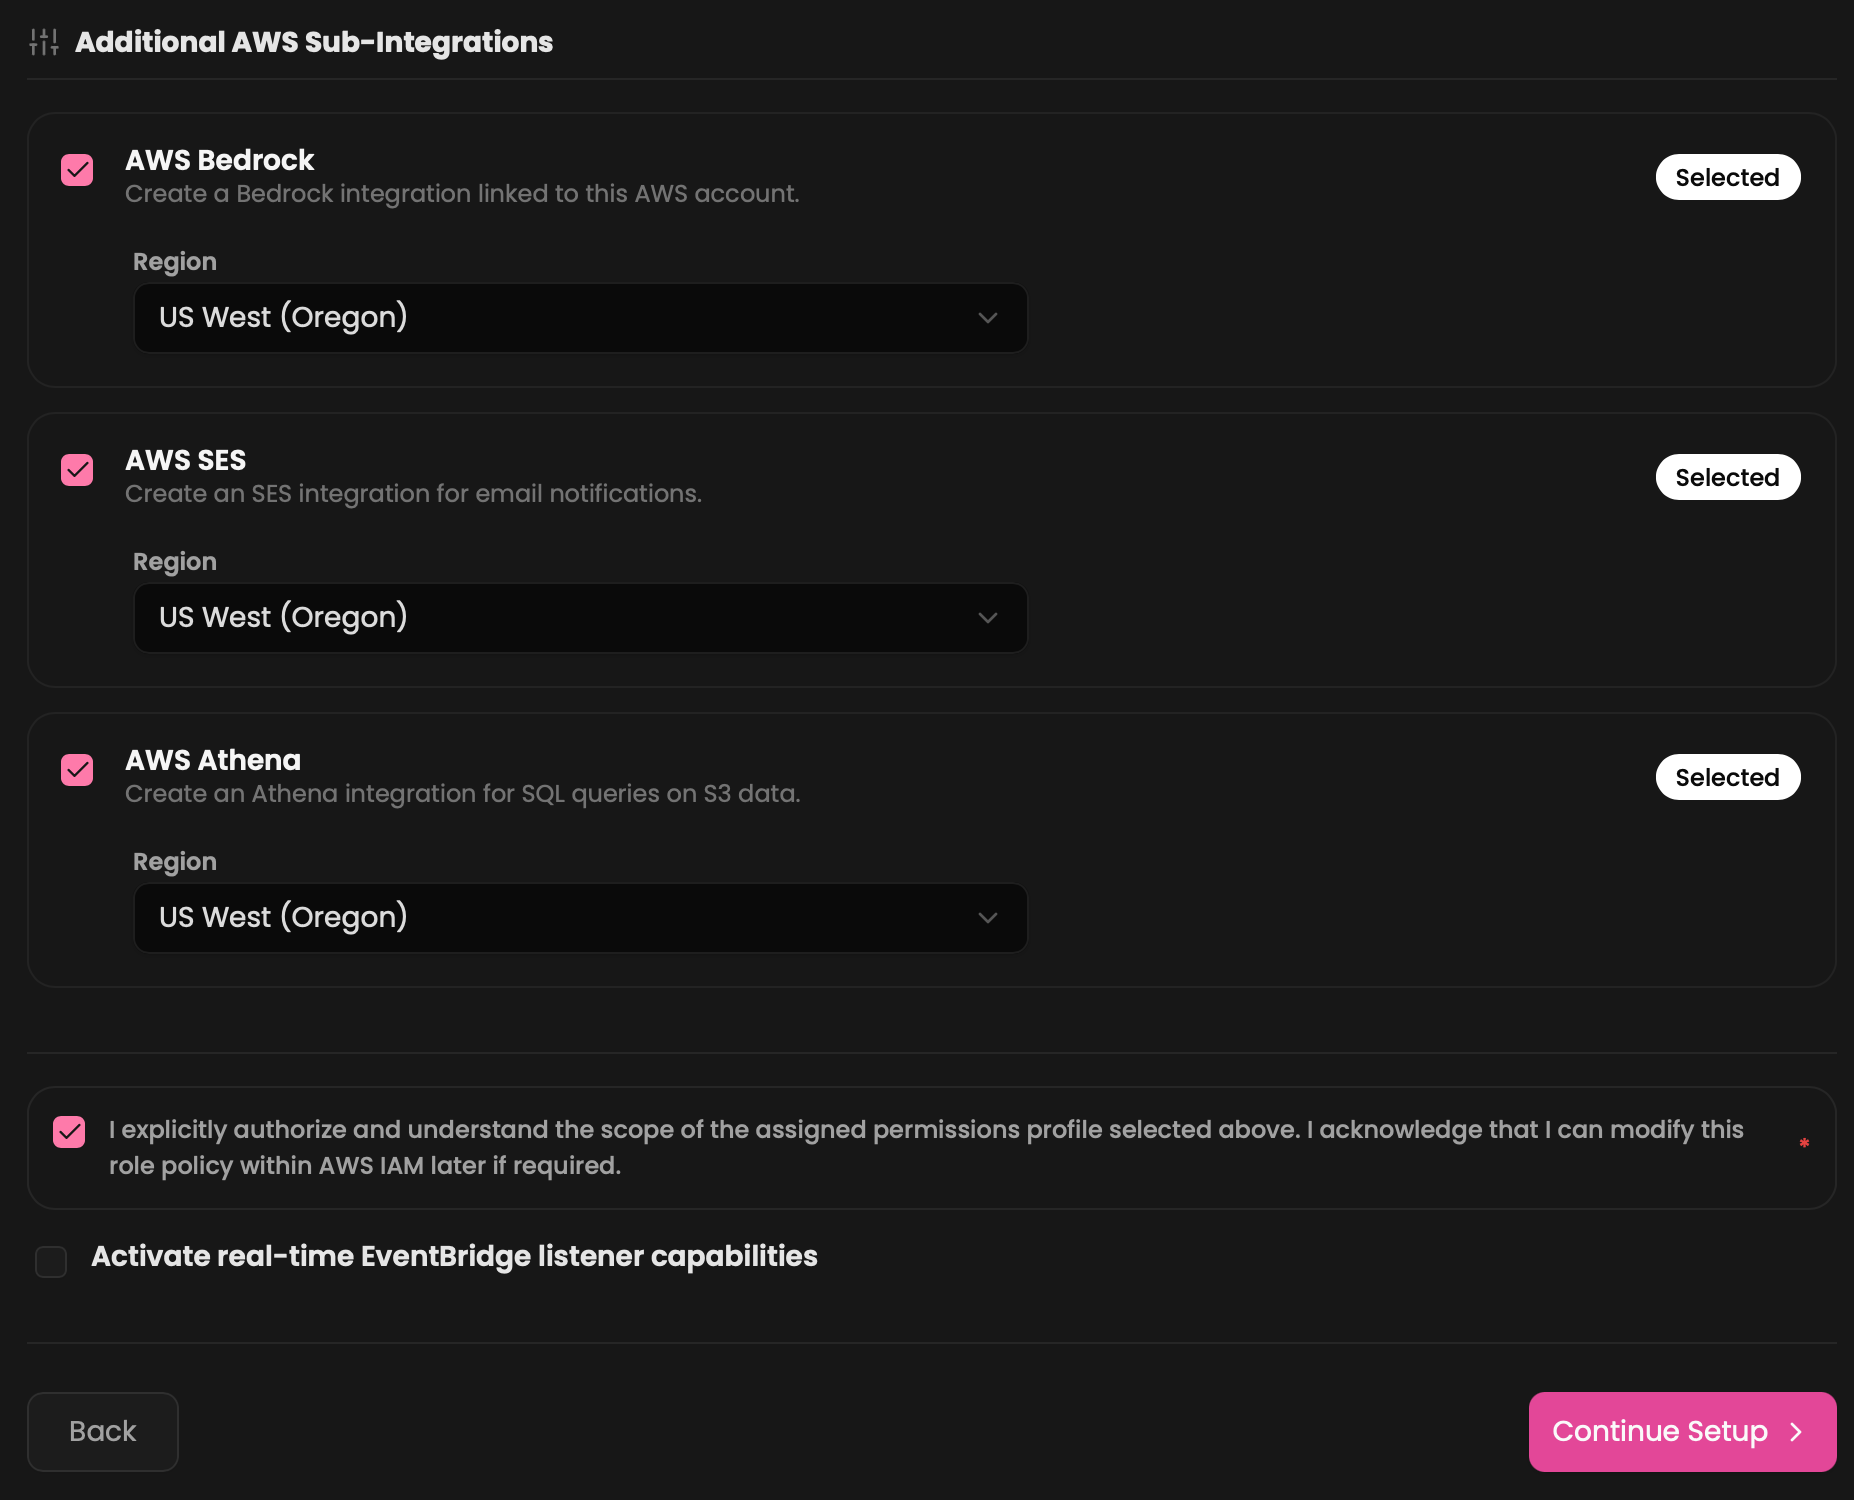 Additional AWS Sub-Integrations
AWS Bedrock
Create a Bedrock integration linked to this AWS account.
Selected
Region
US West (Oregon)
AWS SES
Create an SES integration for email notifications.
Selected
Region
US West (Oregon)
AWS Athena
Create an Athena integration for SQL queries on S3 data.
Selected
Region
US West (Oregon)
I explicitly authorize and understand the scope of the assigned permissions profile selected above. I acknowledge that I can modify this
role policy within AWS IAM later if required.
*
Activate real-time EventBridge listener capabilities
Back
Continue Setup